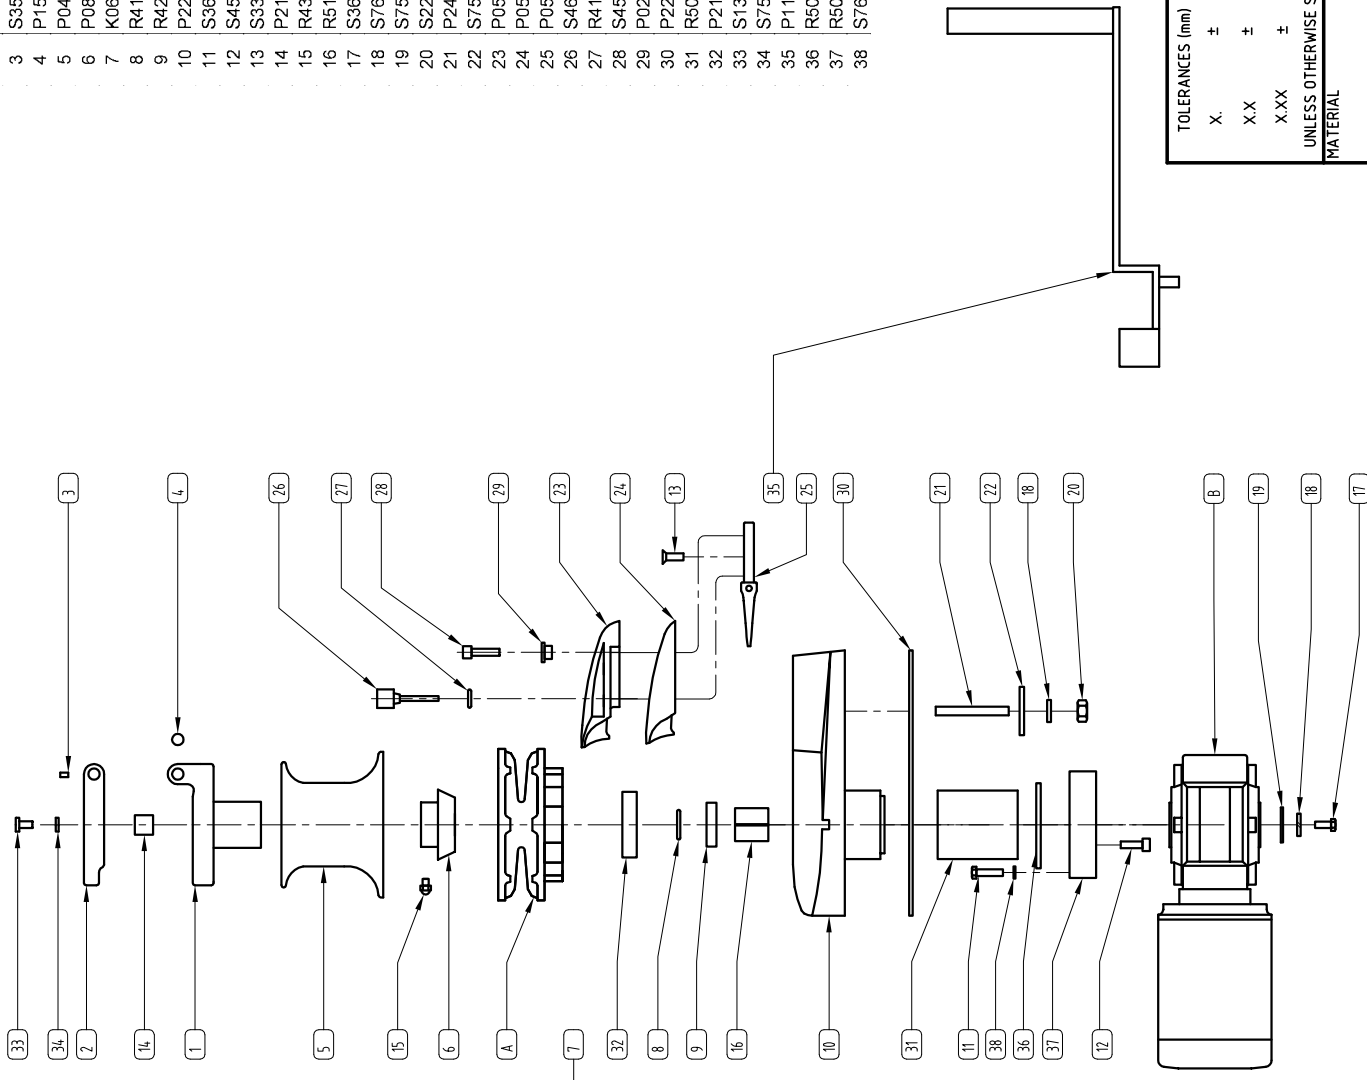 3 S35
4 P15
5 P04
6 P08
7 K06
8 R41
9 R42
10 P22
11 S36
12 S45
13 S33
14 P21
15 R43
16 R51
17 S36
18 S76
19 S75
20 S22
21 P24
22 S75
23 P05
24 P05
25 P05
26 S46
27 R41
28 S45
29 P02
30 P22
31 R50
32 P21
33 S13
34 S75
35 P11
36 R50
37 R50
38 S76
TOLERANCES (mm)
X. ±
X.X ±
X.XX ±
UNLESS OTHERWISE S
MATERIAL
3
4
26
27
28
29
23
24
13
35
25
30
21
22
18
20
B
19
18
17
33
34
2
14
1
5
15
6
A
7
32
8
9
16
10
31
11
38
36
37
12